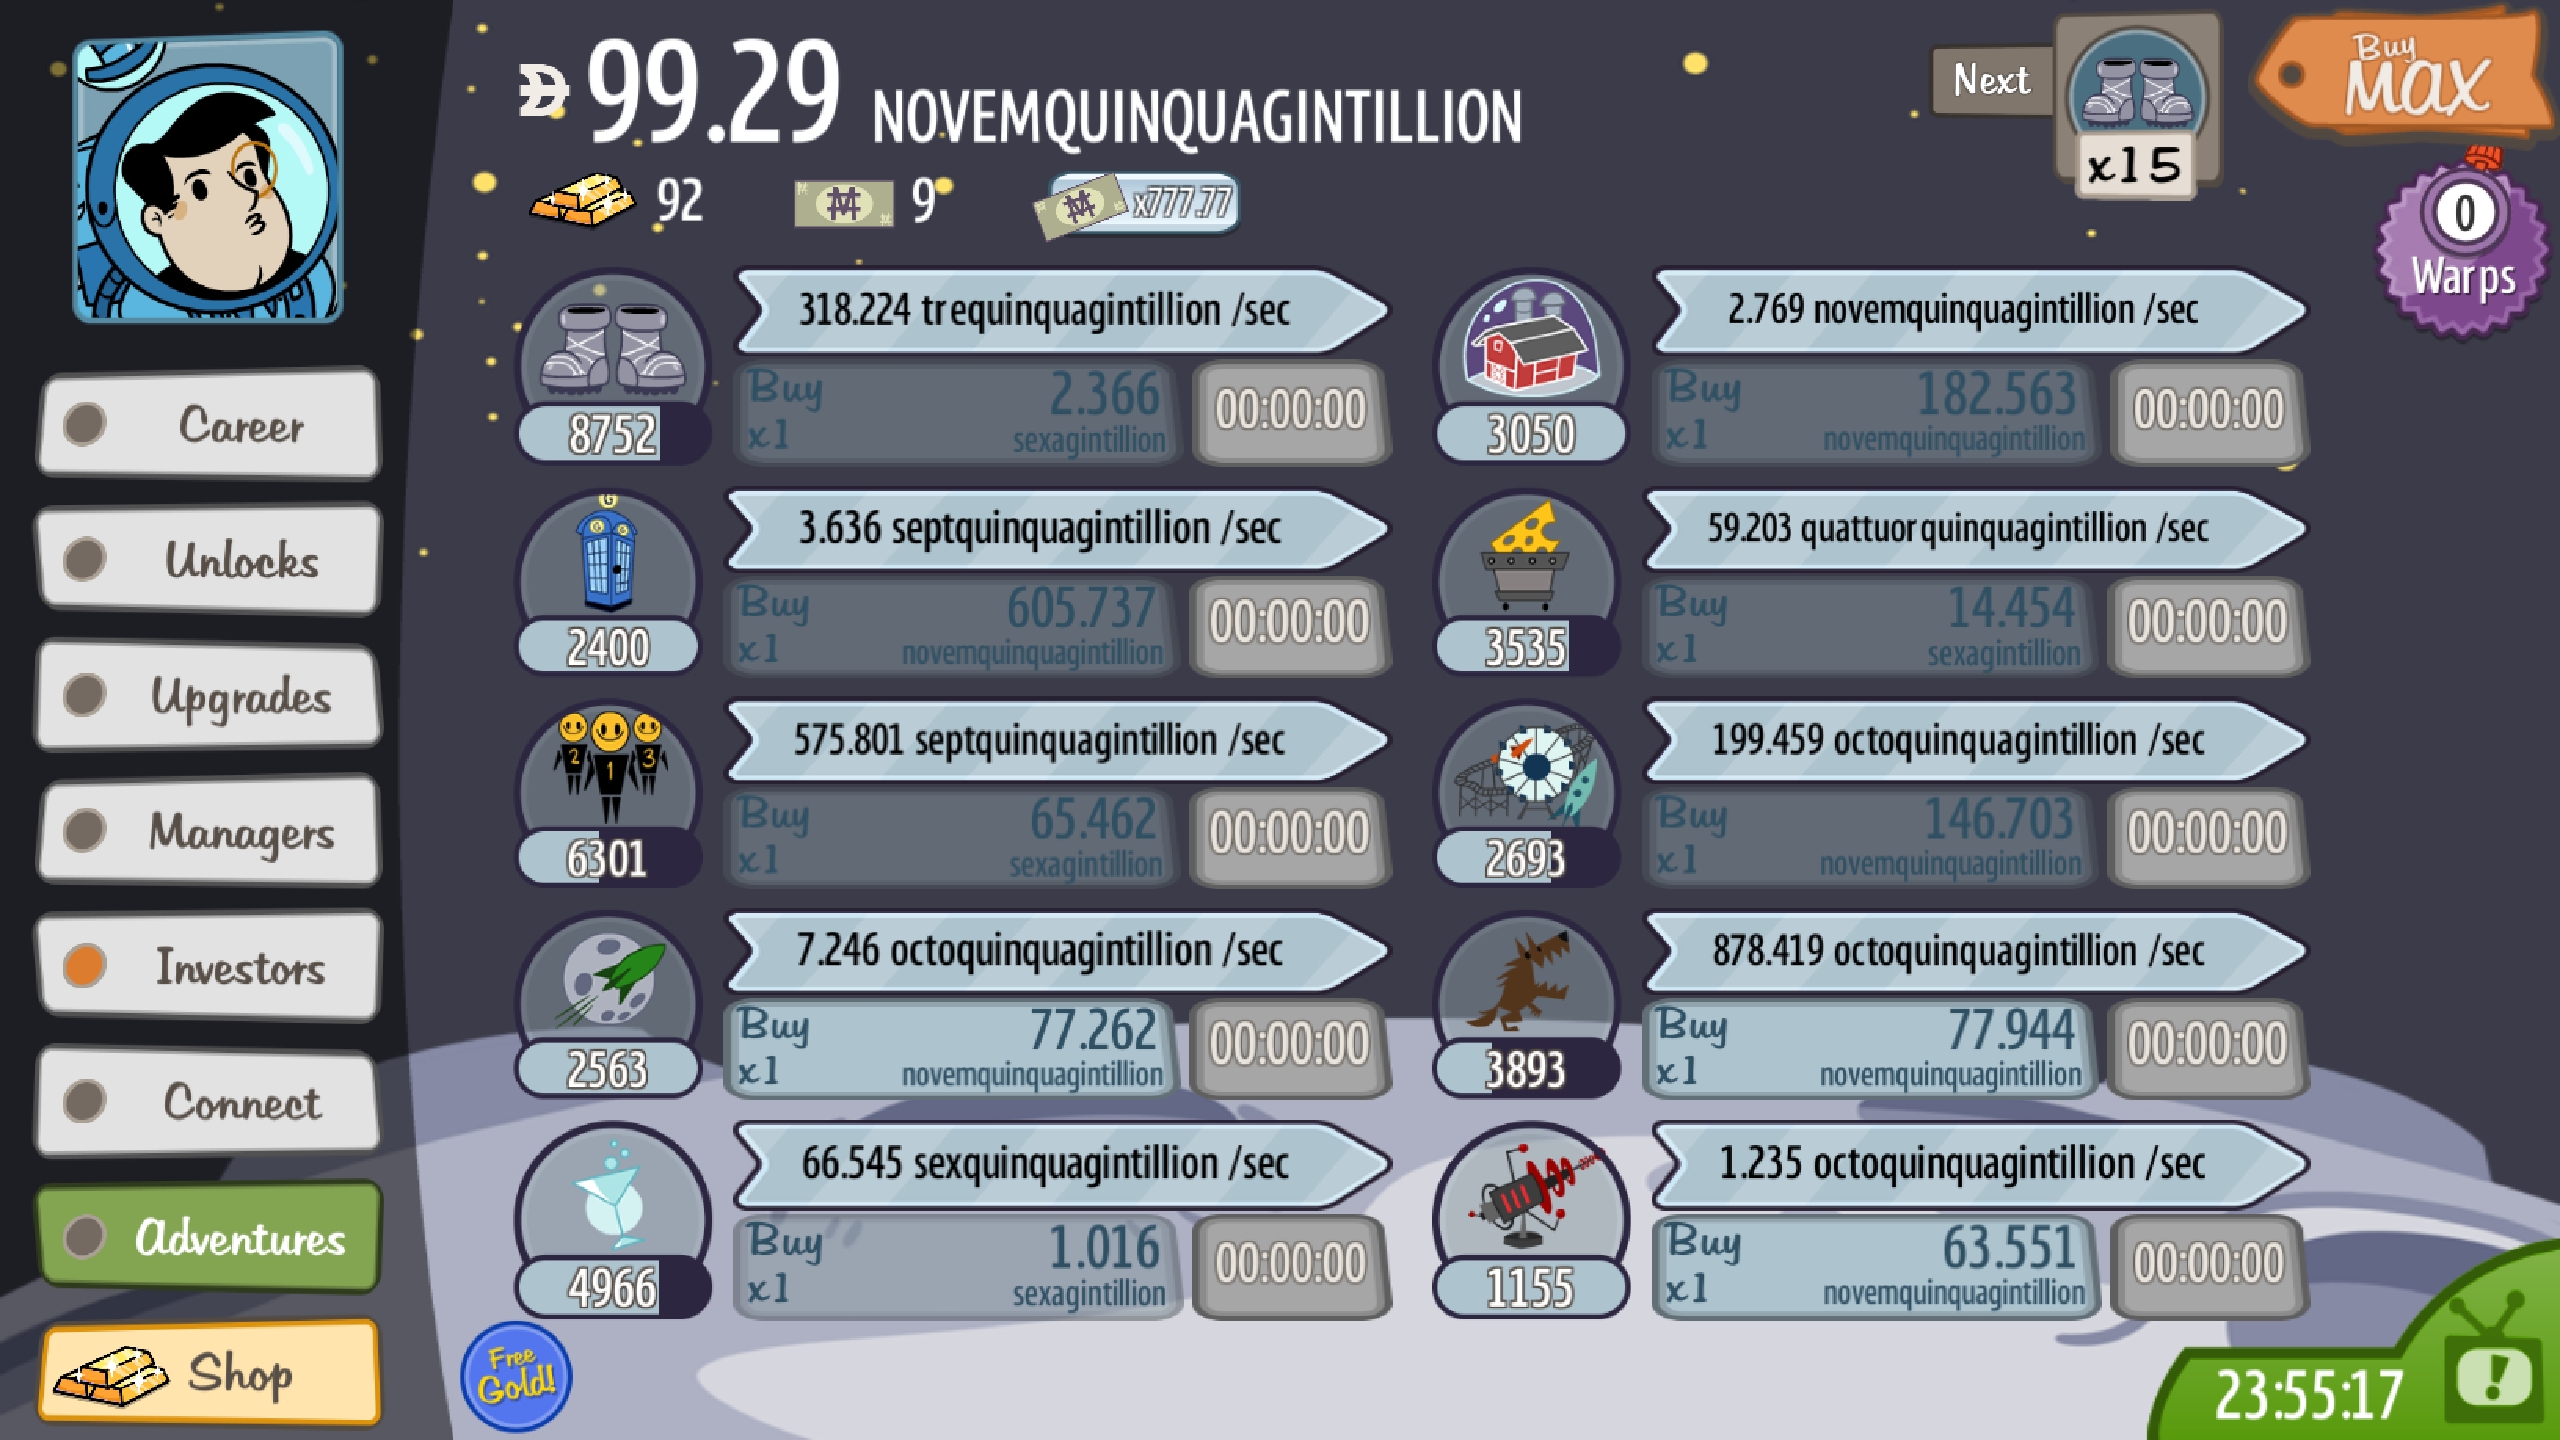 99.29 NOVEMQUINQUAGINTILLION
92
9
x777.77
Next
x15
Buy
MAX
0
Warps
Career
Unlocks
Upgrades
Managers
Investors
Connect
Adventures
Shop
318.224 trequinquagintillion /sec
8752
Buy
x1
2.366
sexagintillion
00:00:00
2.769 novemquinquagintillion /sec
3050
Buy
x1
182.563
novemquinquagintillion
00:00:00
G
G G
3.636 septquinquagintillion /sec
2400
Buy
x1
605.737
novemquinquagintillion
00:00:00
59.203 quattuorquinquagintillion /sec
3535
Buy
x1
14.454
sexagintillion
00:00:00
2 1 3
575.801 septquinquagintillion /sec
6301
Buy
x1
65.462
sexagintillion
00:00:00
199.459 octoquinquagintillion /sec
2693
Buy
x1
146.703
novemquinquagintillion
00:00:00
7.246 octoquinquagintillion /sec
2563
Buy
x1
77.262
novemquinquagintillion
00:00:00
878.419 octoquinquagintillion /sec
3893
Buy
x1
77.944
novemquinquagintillion
00:00:00
66.545 sexquinquagintillion /sec
4966
Buy
x1
1.016
sexagintillion
00:00:00
1.235 octoquinquagintillion /sec
1155
Buy
x1
63.551
novemquinquagintillion
00:00:00
Free
Gold!
23:55:17
!